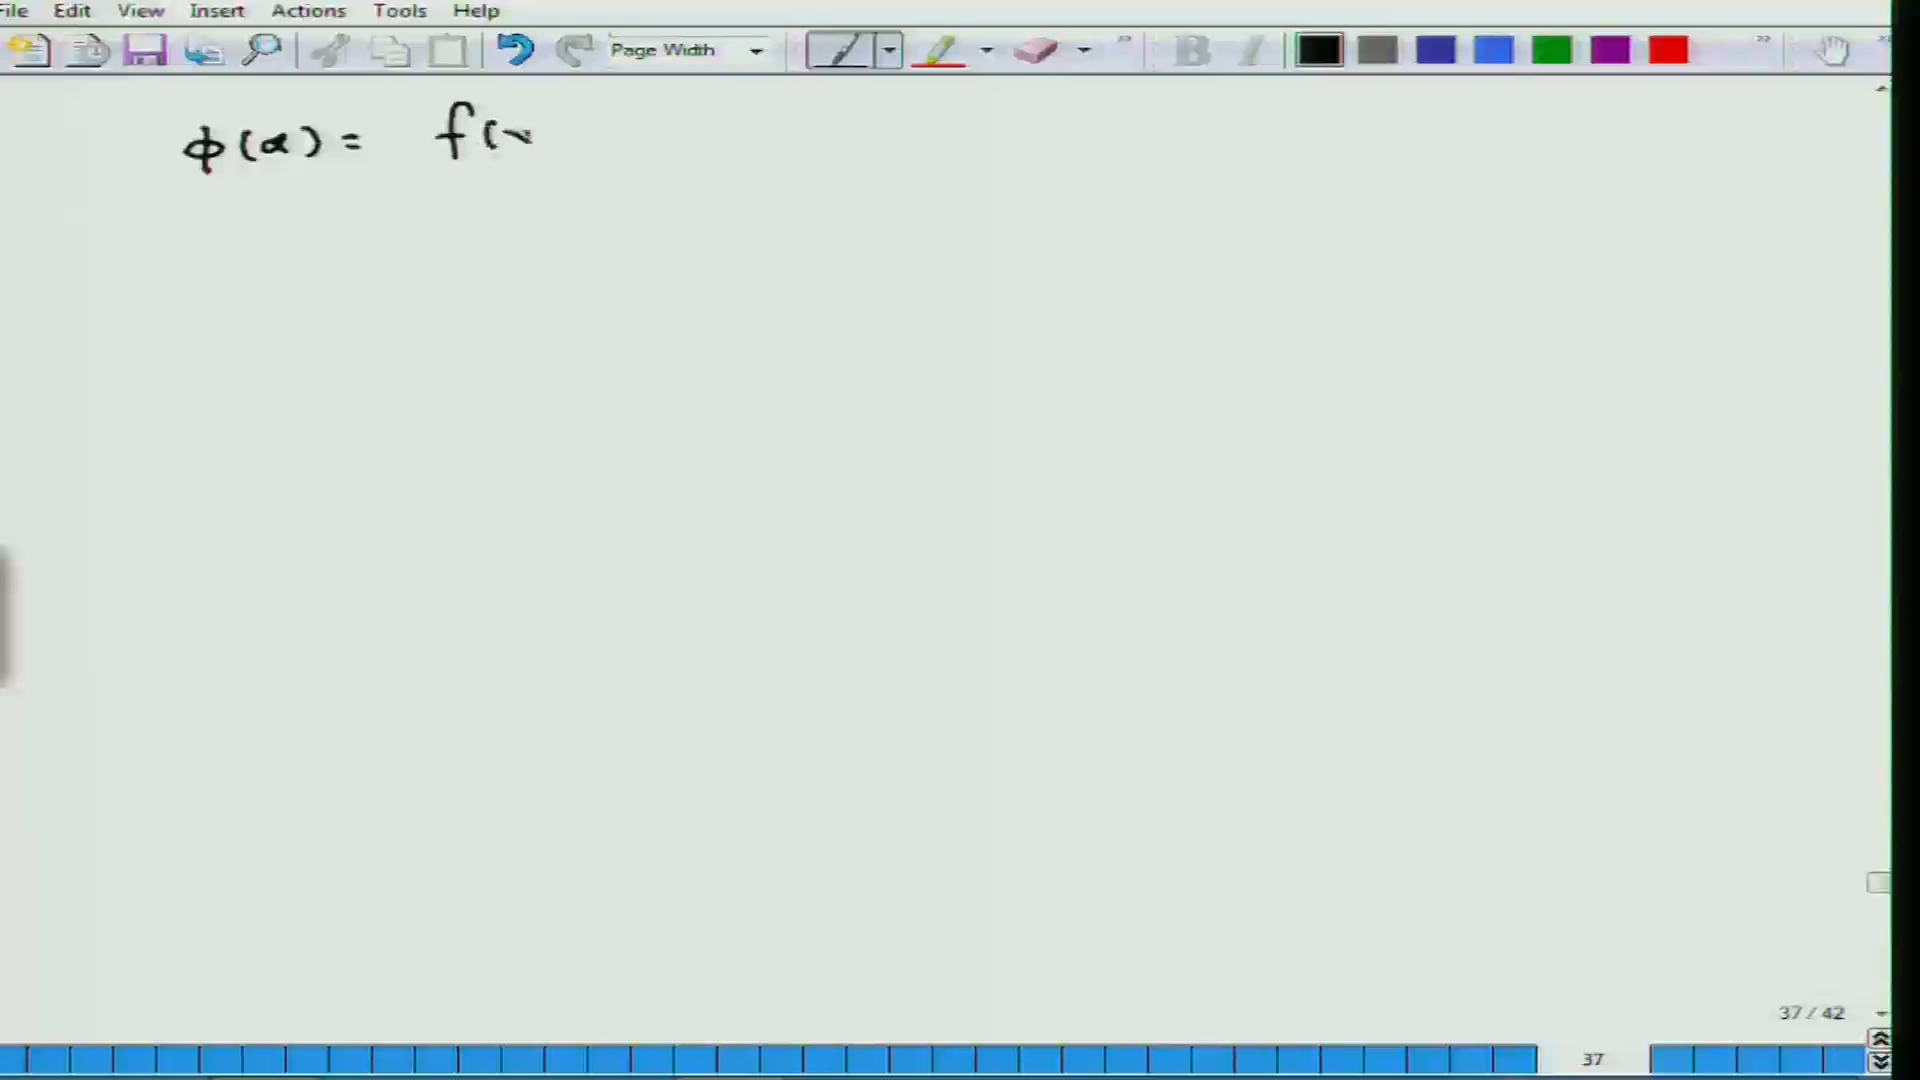 File Edit View Insert Actions Tools Help
Page Width
B I
ϕ(α) = f(
37 / 42
37